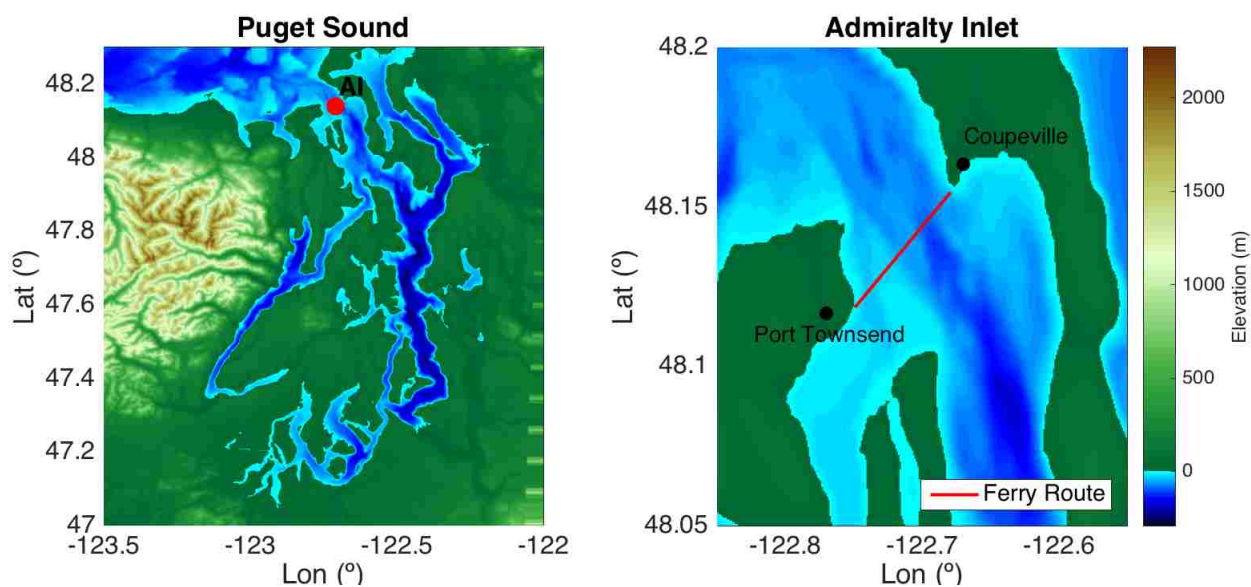 Puget Sound
AI
48.2
48
47.8
47.6
47.4
47.2
47
Lat (º)
-123.5
-123
-122.5
-122
Lon (º)
Admiralty Inlet
Coupeville
Port Townsend
Ferry Route
48.2
48.15
48.1
48.05
Lat (º)
-122.8
-122.7
-122.6
Lon (º)
2000
1500
1000
500
0
Elevation (m)